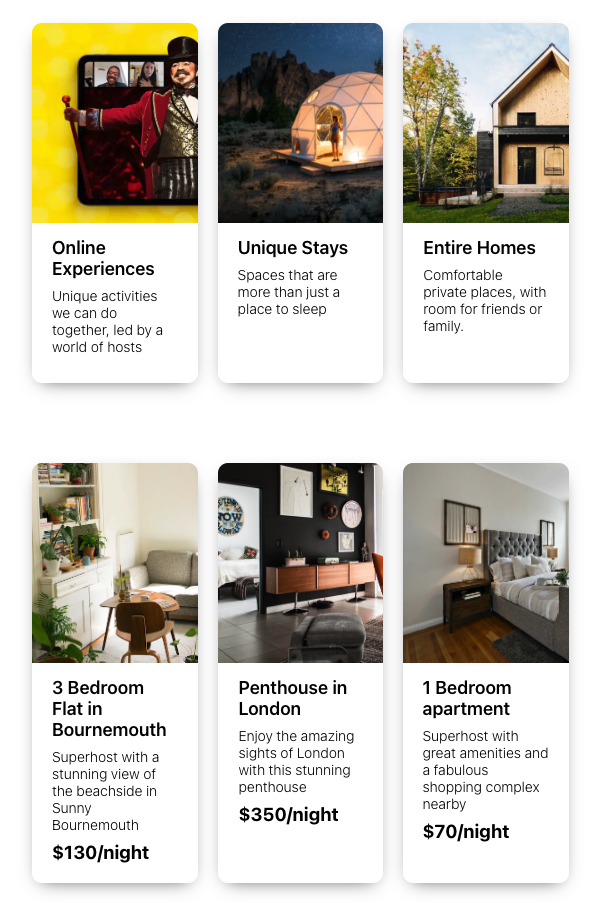 Online
Experiences
Unique activities
we can do
together, led by a
world of hosts
Unique Stays
Spaces that are
more than just a
place to sleep
Entire Homes
Comfortable
private places, with
room for friends or
family.
3 Bedroom
Flat in
Bournemouth
Superhost with a
stunning view of
the beachside in
Sunny
Bournemouth
$130/night
Penthouse in
London
Enjoy the amazing
sights of London
with this stunning
penthouse
$350/night
1 Bedroom
apartment
Superhost with
great amenities and
a fabulous
shopping complex
nearby
$70/night